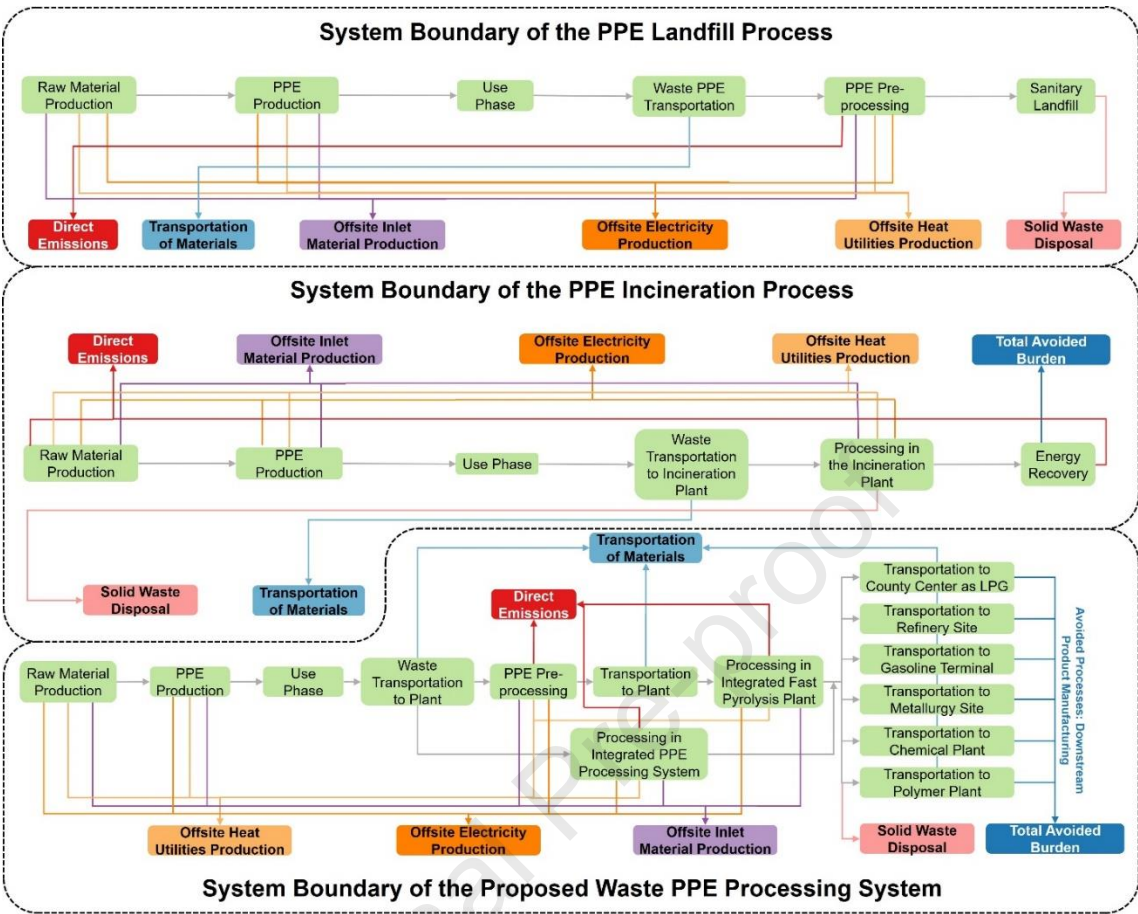 System Boundary of the PPE Landfill Process
Raw Material
Production
PPE
Production
Use
Phase
Waste PPE
Transportation
PPE Pre-
processing
Sanitary
Landfill
Direct
Emissions
Transportation
of Materials
Offsite Inlet
Material Production
Offsite Electricity
Production
Offsite Heat
Utilities Production
Solid Waste
Disposal
System Boundary of the PPE Incineration Process
Direct
Emissions
Offsite Inlet
Material Production
Offsite Electricity
Production
Offsite Heat
Utilities Production
Total Avoided
Burden
Raw Material
Production
PPE
Production
Use Phase
Waste
Transportation
to Incineration
Plant
Processing in
the Incineration
Plant
Energy
Recovery
Solid Waste
Disposal
Transportation
of Materials
Transportation
of Materials
Direct
Emissions
Raw Material
Production
PPE
Production
Use
Phase
Waste
Transportation
to Plant
PPE Pre-
processing
Transportation
to Plant
Processing in
Integrated Fast
Pyrolysis Plant
Processing in
Integrated PPE
Processing System
Transportation to
County Center as LPG
Transportation to
Refinery Site
Transportation to
Gasoline Terminal
Transportation to
Metallurgy Site
Transportation to
Chemical Plant
Transportation to
Polymer Plant
Avoided Processes: Downstream
Product Manufacturing
Offsite Heat
Utilities Production
Offsite Electricity
Production
Offsite Inlet
Material Production
Solid Waste
Disposal
Total Avoided
Burden
System Boundary of the Proposed Waste PPE Processing System
al Pre-proof